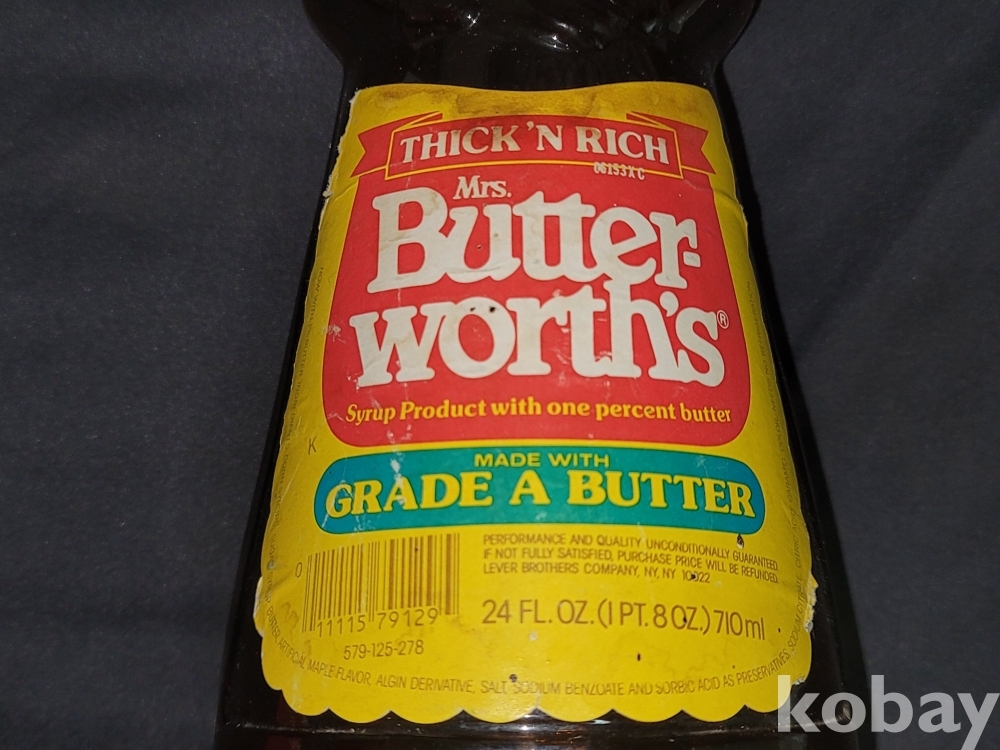 THICK 'N RICH
06153XC
Mrs.
Butter-
worth's®
Syrup Product with one percent butter
K
MADE WITH
GRADE A BUTTER
PERFORMANCE AND QUALITY UNCONDITIONALLY GUARANTEED
IF NOT FULLY SATISFIED, PURCHASE PRICE WILL BE REFUNDED.
LEVER BROTHERS COMPANY, NY, NY 10022
0
11115 79129
579-125-278
24 FL. OZ. (1 PT. 8 OZ.) 710ml
ARTIFICIAL MAPLE FLAVOR, ALGIN DERIVATIVE, SALT, SODIUM BENZOATE AND SORBIC ACID AS PRESERVATIVES,
kobay